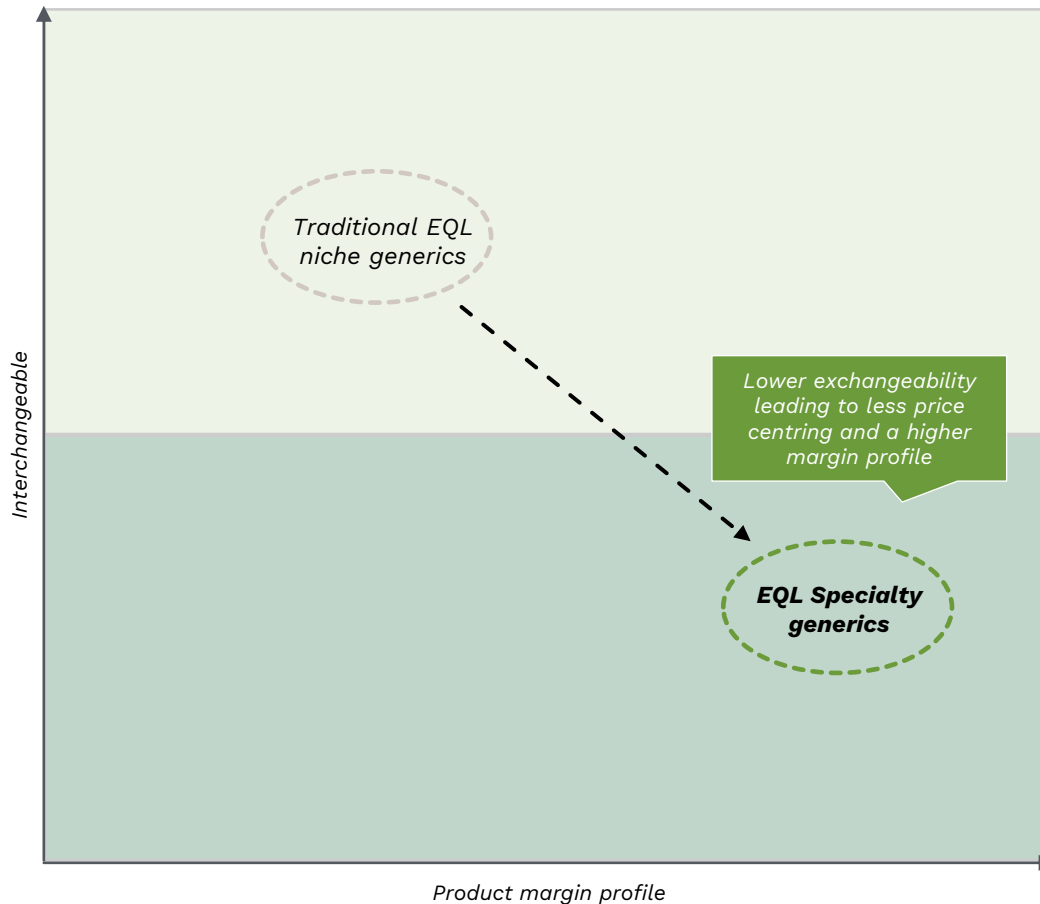 Traditional EQL
niche generics
Interchangeable
Lower exchangeability
leading to less price
centring and a higher
margin profile
EQL Specialty
generics
Product margin profile